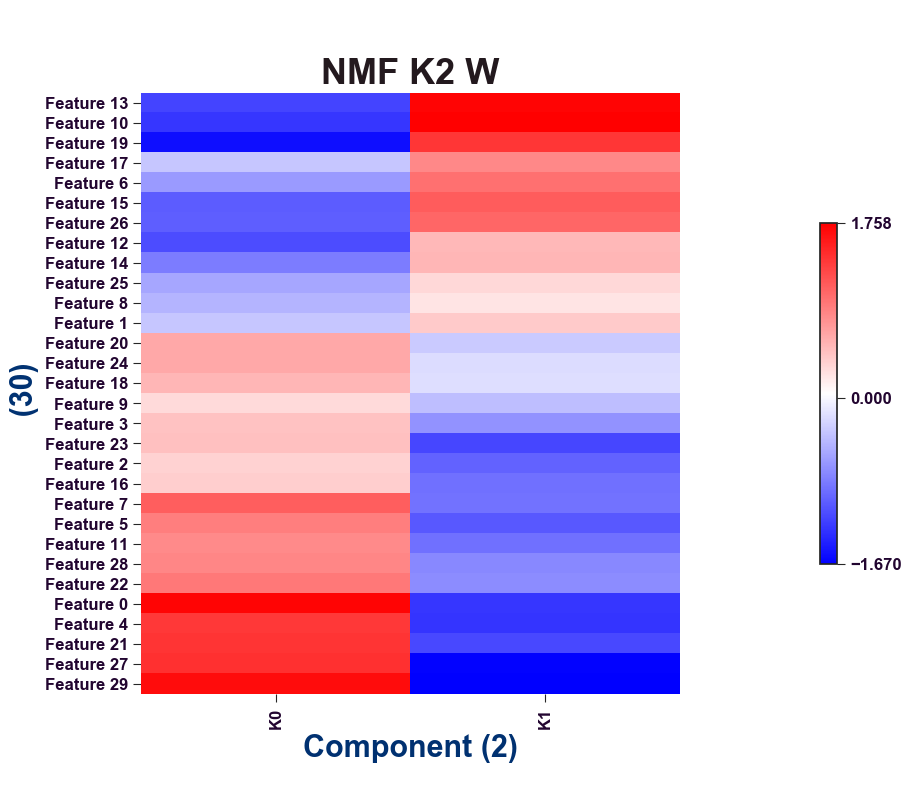 NMF K2 W
Feature 13
Feature 10
Feature 19
Feature 17
Feature 6
Feature 15
Feature 26
Feature 12
Feature 14
Feature 25
Feature 8
Feature 1
Feature 20
Feature 24
Feature 18
Feature 9
Feature 3
Feature 23
Feature 2
Feature 16
Feature 7
Feature 5
Feature 11
Feature 28
Feature 22
Feature 0
Feature 4
Feature 21
Feature 27
Feature 29
(30)
K0
K1
Component (2)
1.758
0.000
−1.670